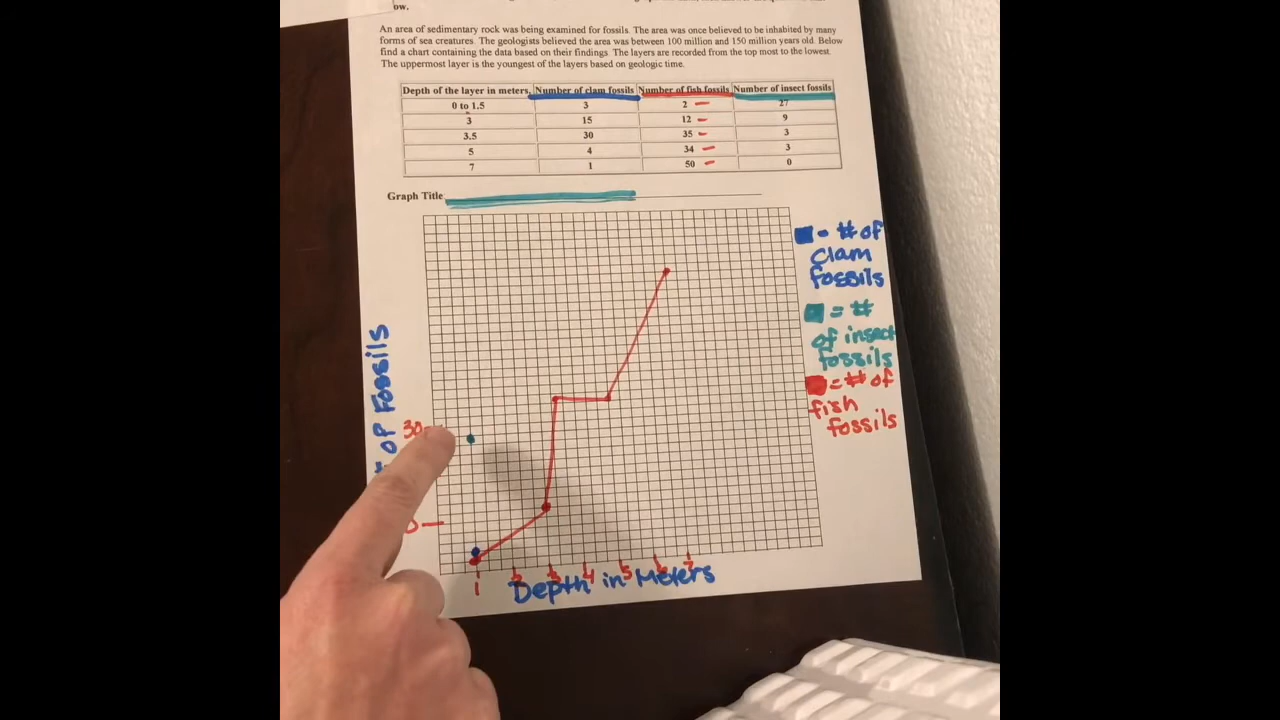 ow.
An area of sedimentary rock was being examined for fossils. The area was once believed to be inhabited by many
forms of sea creatures. The geologists believed the area was between 100 million and 150 million years old. Below
find a chart containing the data based on their findings. The layers are recorded from the top most to the lowest.
The uppermost layer is the youngest of the layers based on geologic time.
Depth of the layer in meters. Number of clam fossils Number of fish fossils Number of insect fossils
0 to 1.5 3 2 27
3 15 12 9
3.5 30 35 3
5 4 34 3
7 1 50 0
Graph Title
= # of
clam
fossils
= #
of insect
fossils
= # of
fish
fossils
of Fossils
30
1 2 3 4 5 6 7
Depth in Meters